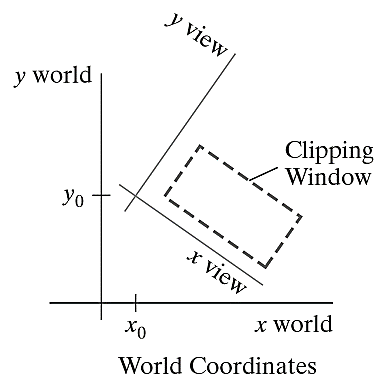 y view
y world
Clipping
Window
y0
x view
x0
x world
World Coordinates